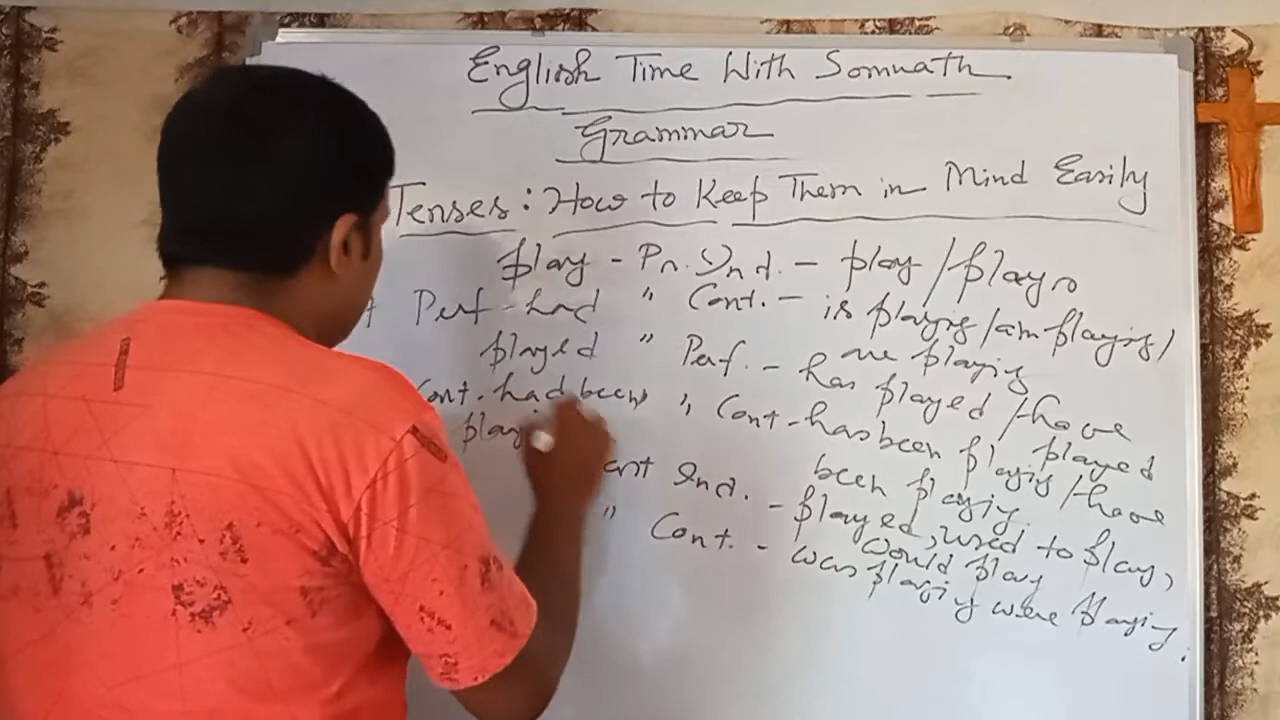 English Time With Somnath
Grammar
Tenses: How to Keep Them in Mind Easily
play - Pr. Ind. - play / plays
Perf - had played
Cont. had been
" Cont. - is playing / am playing / are playing
" Perf. - has played / have played
" Cont - has been playing / have been playing.
Ind. - played, used to play, would play
" Cont. - was playing were playing.